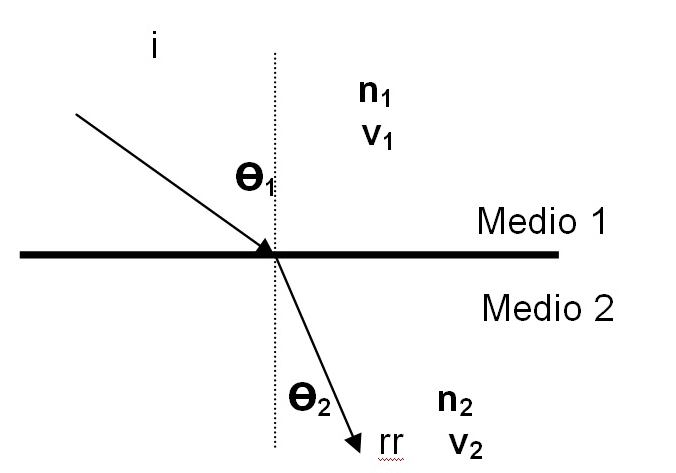 i
n₁
v₁
ϴ₁
Medio 1
Medio 2
ϴ₂
n₂
rr
v₂